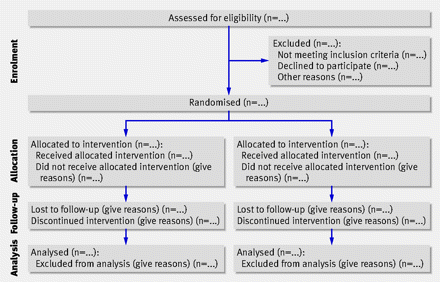 Assessed for eligibility (n=...)
Enrolment
Excluded (n=...):
Not meeting inclusion criteria (n=...)
Declined to participate (n=...)
Other reasons (n=...)
Randomised (n=...)
Allocation
Allocated to intervention (n=...):
Received allocated intervention (n=...)
Did not receive allocated intervention (give
reasons) (n=...)
Allocated to intervention (n=...):
Received allocated intervention (n=...)
Did not receive allocated intervention (give
reasons) (n=...)
Follow-up
Lost to follow-up (give reasons) (n=...)
Discontinued intervention (give reasons) (n=...)
Lost to follow-up (give reasons) (n=...)
Discontinued intervention (give reasons) (n=...)
Analysis
Analysed (n=...):
Excluded from analysis (give reasons) (n=...)
Analysed (n=...):
Excluded from analysis (give reasons) (n=...)